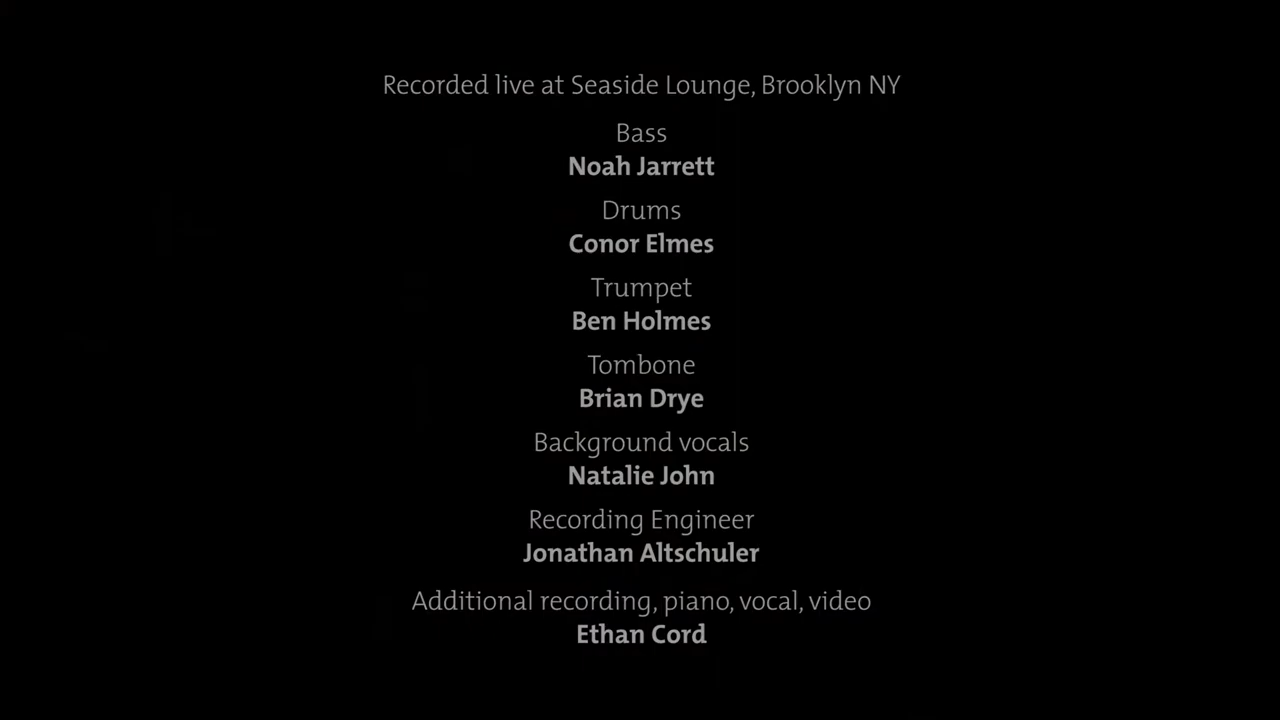 Recorded live at Seaside Lounge, Brooklyn NY
Bass
Noah Jarrett
Drums
Conor Elmes
Trumpet
Ben Holmes
Tombone
Brian Drye
Background vocals
Natalie John
Recording Engineer
Jonathan Altschuler
Additional recording, piano, vocal, video
Ethan Cord